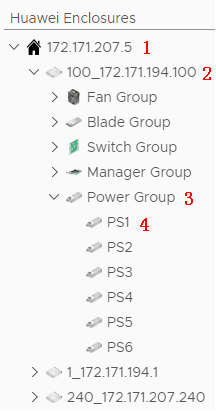 Huawei Enclosures
172.171.207.5 1
100_172.171.194.100 2
Fan Group
Blade Group
Switch Group
Manager Group
Power Group 3
PS1 4
PS2
PS3
PS4
PS5
PS6
1_172.171.194.1
240_172.171.207.240